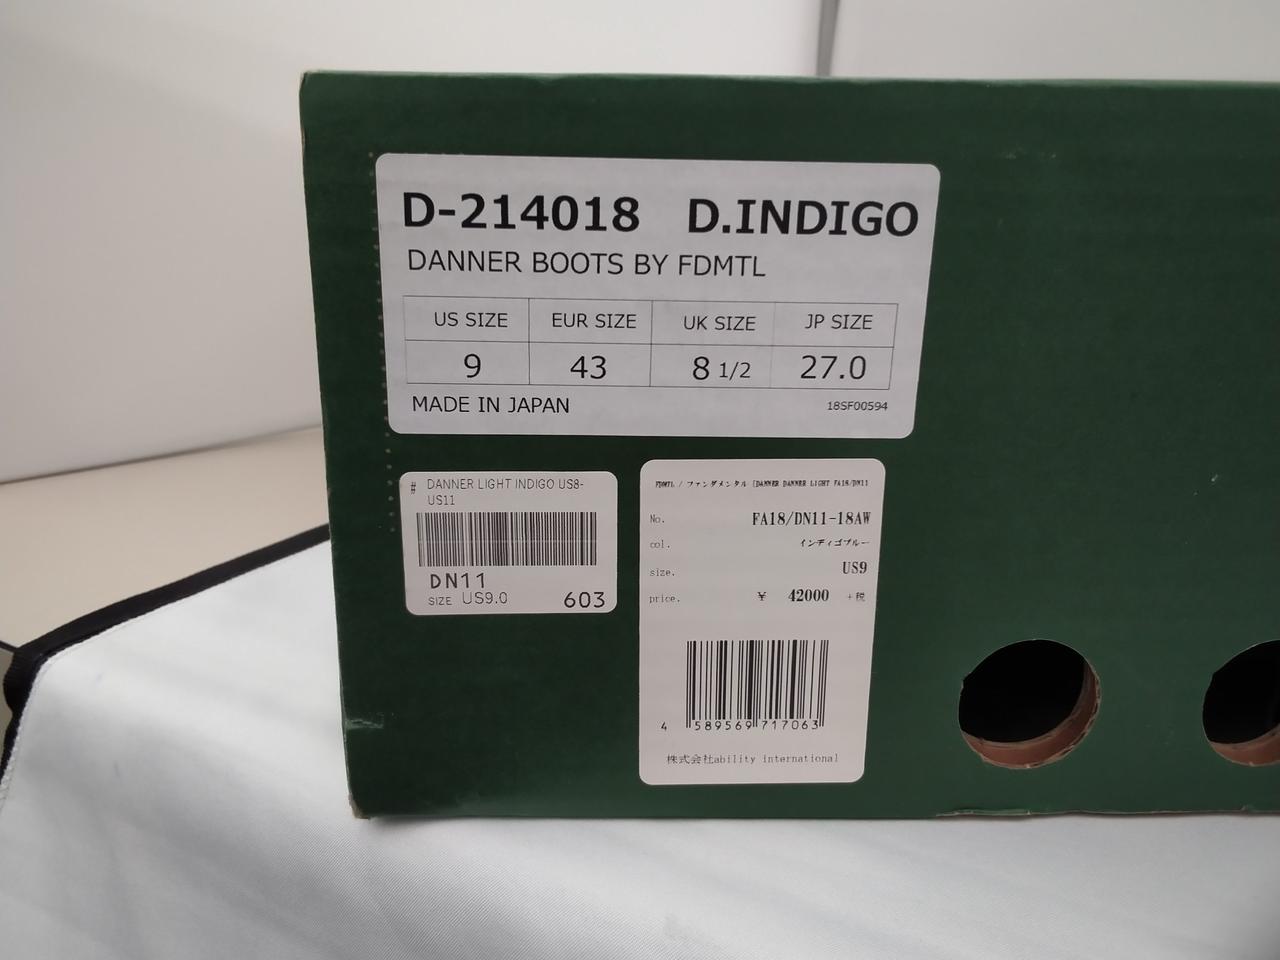 D-214018 D.INDIGO
DANNER BOOTS BY FDMTL
US SIZE EUR SIZE UK SIZE JP SIZE
9 43 8 1/2 27.0
MADE IN JAPAN 18SF00594
# DANNER LIGHT INDIGO US8-
US11
DN11
SIZE US9.0 603
FDMTL / ファンダメンタル [DANNER DANNER LIGHT FA18/DN11
No. FA18/DN11-18AW
col. インディゴブルー
size. US9
price. ¥ 42000 +税
4 589569 717063
株式会社ability international